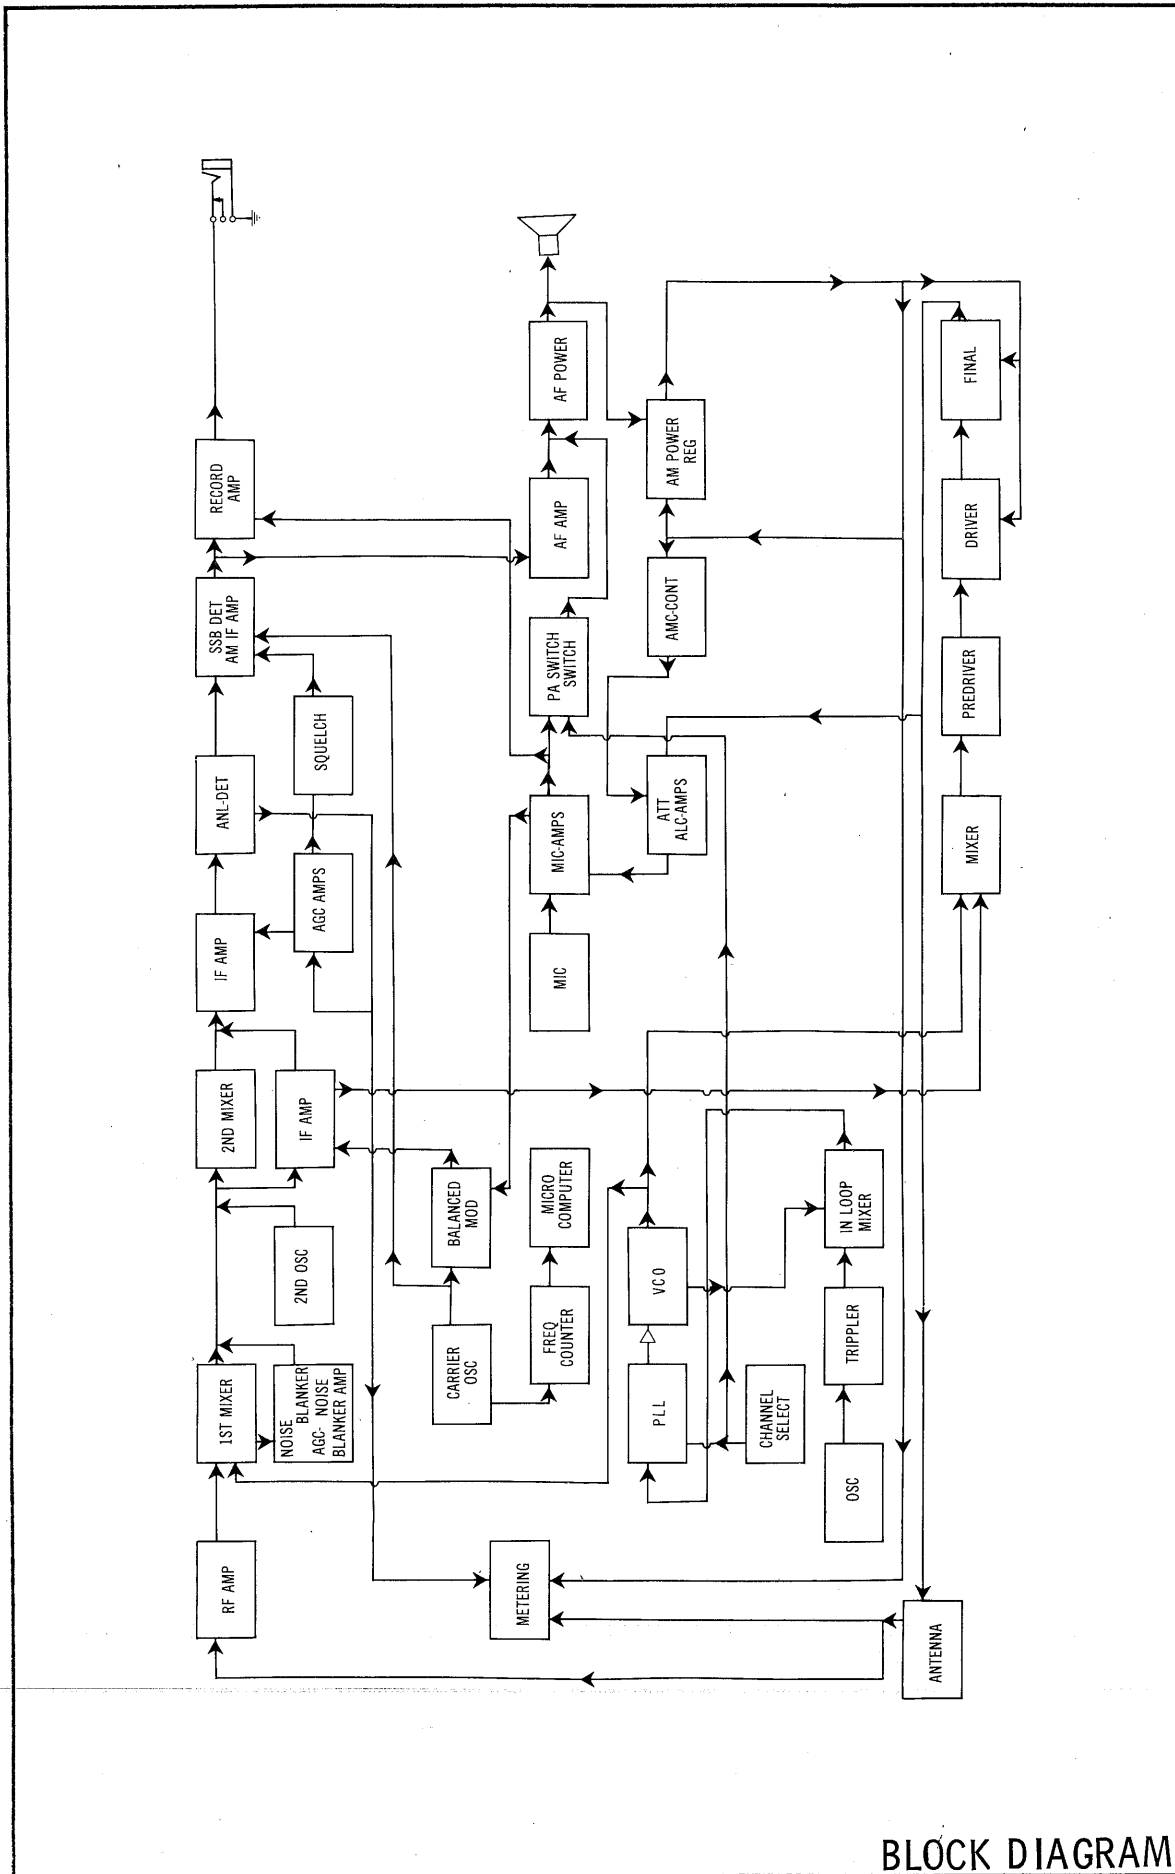 RECORD
AMP
SSB DET
AM IF AMP
ANL-DET
IF AMP
2ND MIXER
1ST MIXER
RF AMP
SQUELCH
AGC AMPS
IF AMP
2ND OSC
NOISE
BLANKER
AGC- NOISE
BLANKER AMP
BALANCED
MOD
CARRIER
OSC
METERING
AF POWER
AF AMP
PA SWITCH
SWITCH
MIC-AMPS
MIC
MICRO
COMPUTER
FREQ
COUNTER
AM POWER
REG
AMC-CONT
ATT
ALC-AMPS
VCO
PLL
CHANNEL
SELECT
IN LOOP
MIXER
TRIPPLER
OSC
FINAL
DRIVER
PREDRIVER
MIXER
ANTENNA
BLOCK DIAGRAM